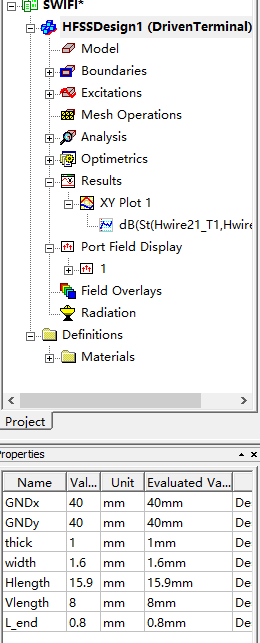 SWIFI*
HFSSDesign1 (DrivenTerminal)
Model
Boundaries
Excitations
Mesh Operations
Analysis
Optimetrics
Results
XY Plot 1
dB(St(Hwire21_T1,Hwire
Port Field Display
1
Field Overlays
Radiation
Definitions
Materials
Project
Properties
Name Val... Unit Evaluated Va...
GNDx 40 mm 40mm De
GNDy 40 mm 40mm De
thick 1 mm 1mm De
width 1.6 mm 1.6mm De
Hlength 15.9 mm 15.9mm De
Vlength 8 mm 8mm De
L_end 0.8 mm 0.8mm De